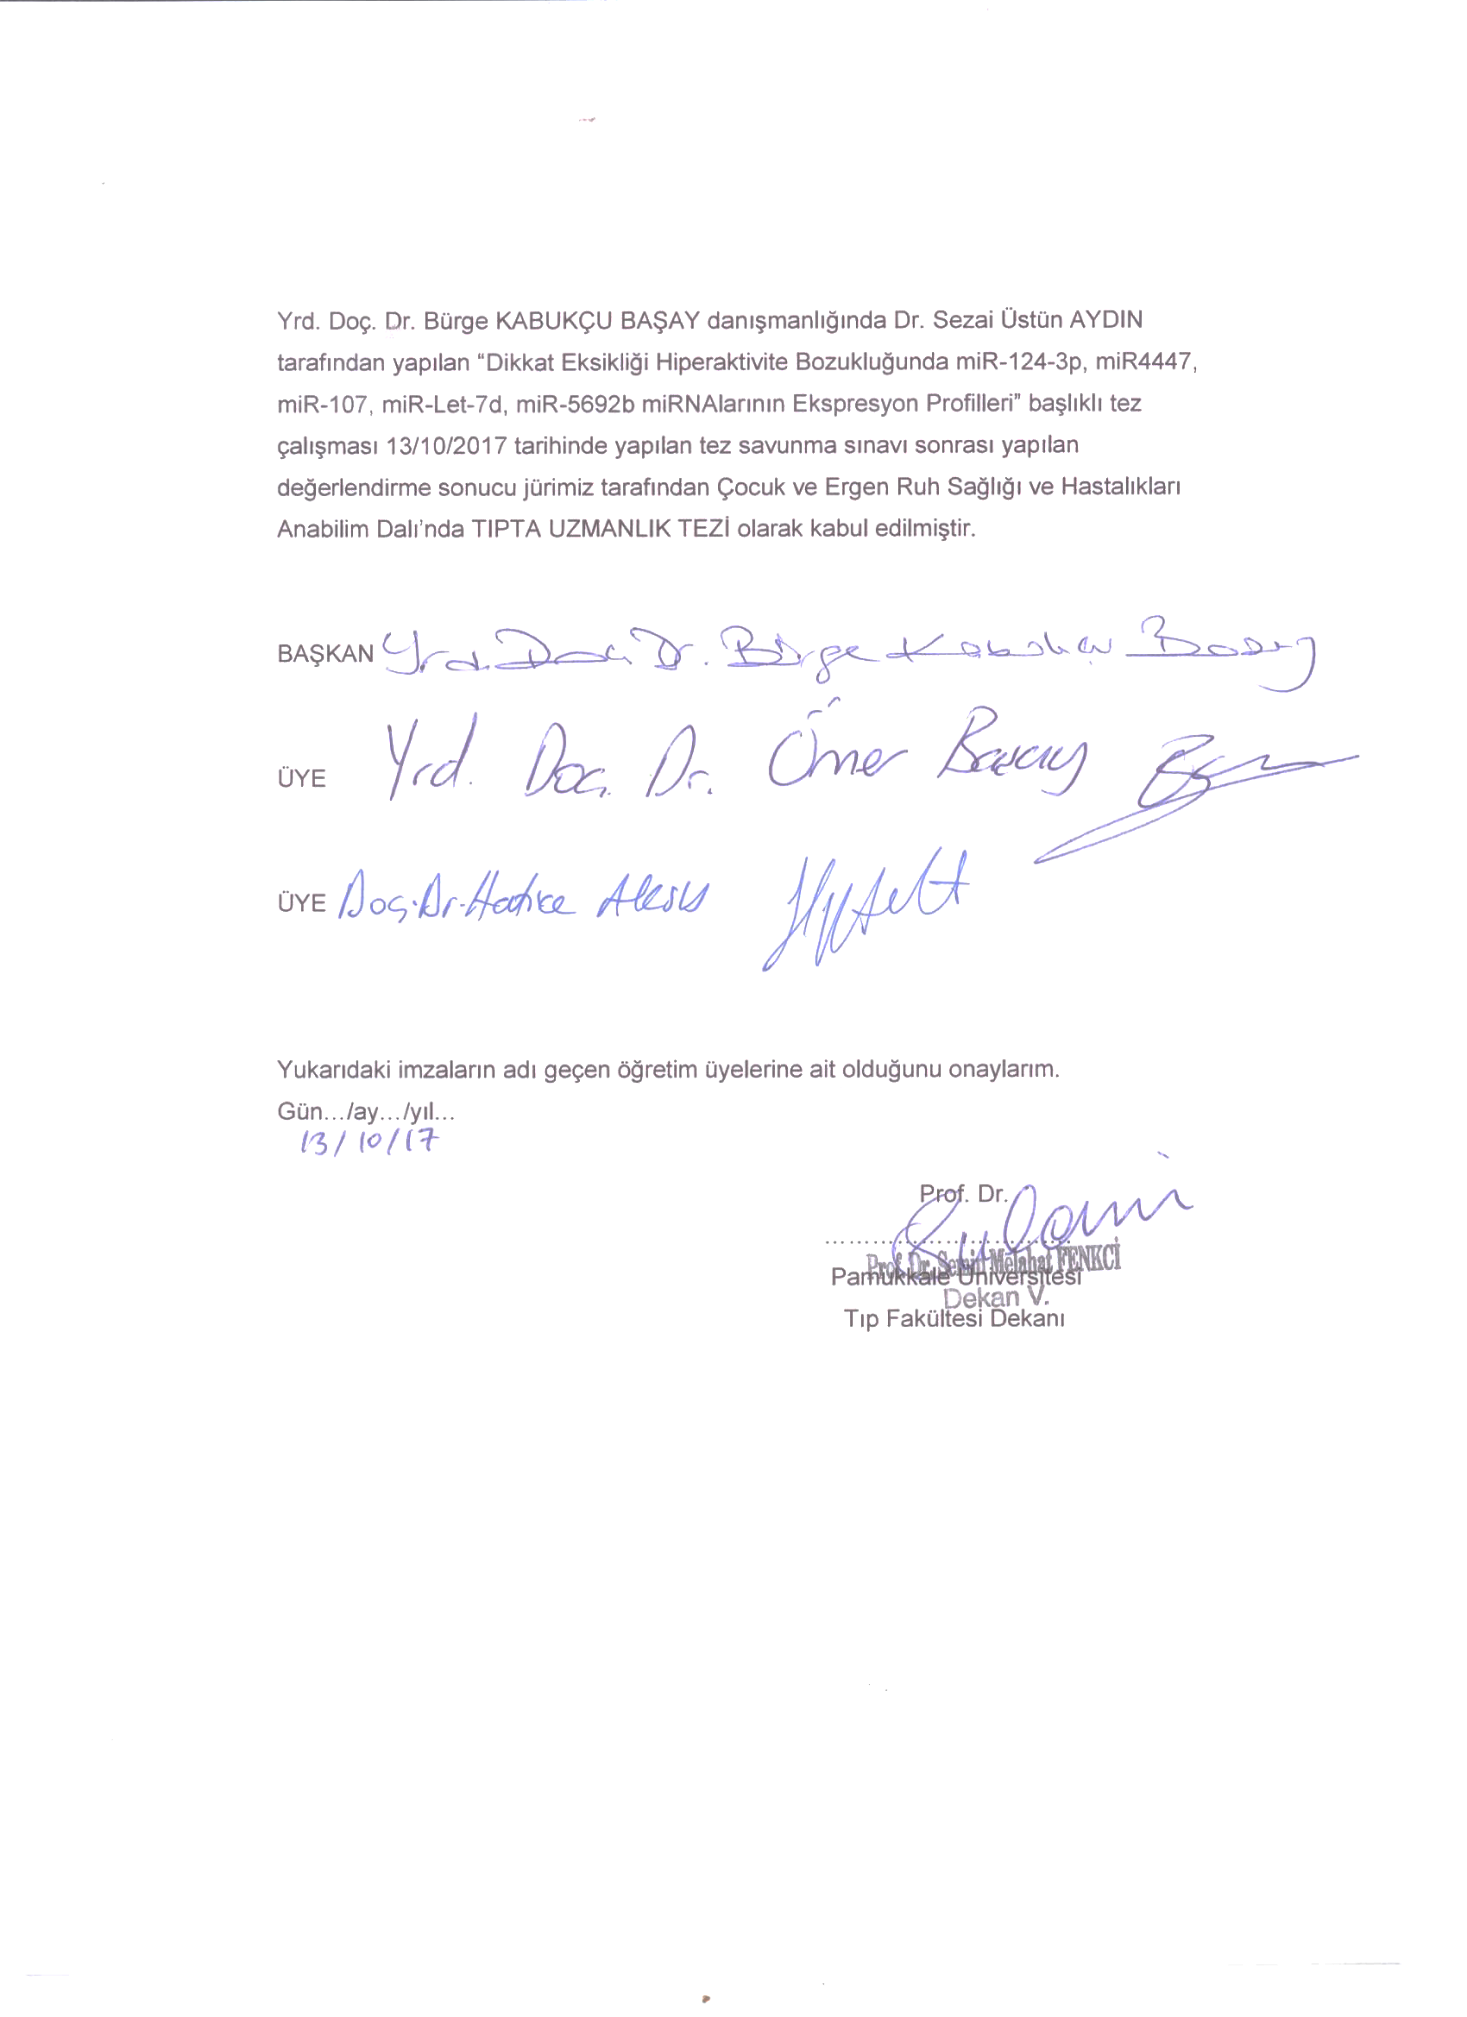 Yrd. Doç. Dr. Bürge KABUKÇU BAŞAY danışmanlığında Dr. Sezai Üstün AYDIN
tarafından yapılan “Dikkat Eksikliği Hiperaktivite Bozukluğunda miR-124-3p, miR4447,
miR-107, miR-Let-7d, miR-5692b miRNAlarının Ekspresyon Profilleri” başlıklı tez
çalışması 13/10/2017 tarihinde yapılan tez savunma sınavı sonrası yapılan
değerlendirme sonucu jürimiz tarafından Çocuk ve Ergen Ruh Sağlığı ve Hastalıkları
Anabilim Dalı’nda TIPTA UZMANLIK TEZİ olarak kabul edilmiştir.
BAŞKAN Yrd. Doç. Dr. Bürge Kabukçu Başay
ÜYE Yrd. Doç. Dr. Ömer Başay
ÜYE Doç. Dr. Hatice
Yukarıdaki imzaların adı geçen öğretim üyelerine ait olduğunu onaylarım.
Gün.../ay.../yıl...
13/10/17
Prof. Dr.
Prof. Dr. Melahat FENKCİ
Pamukkale Üniversitesi
Dekan V.
Tıp Fakültesi Dekanı